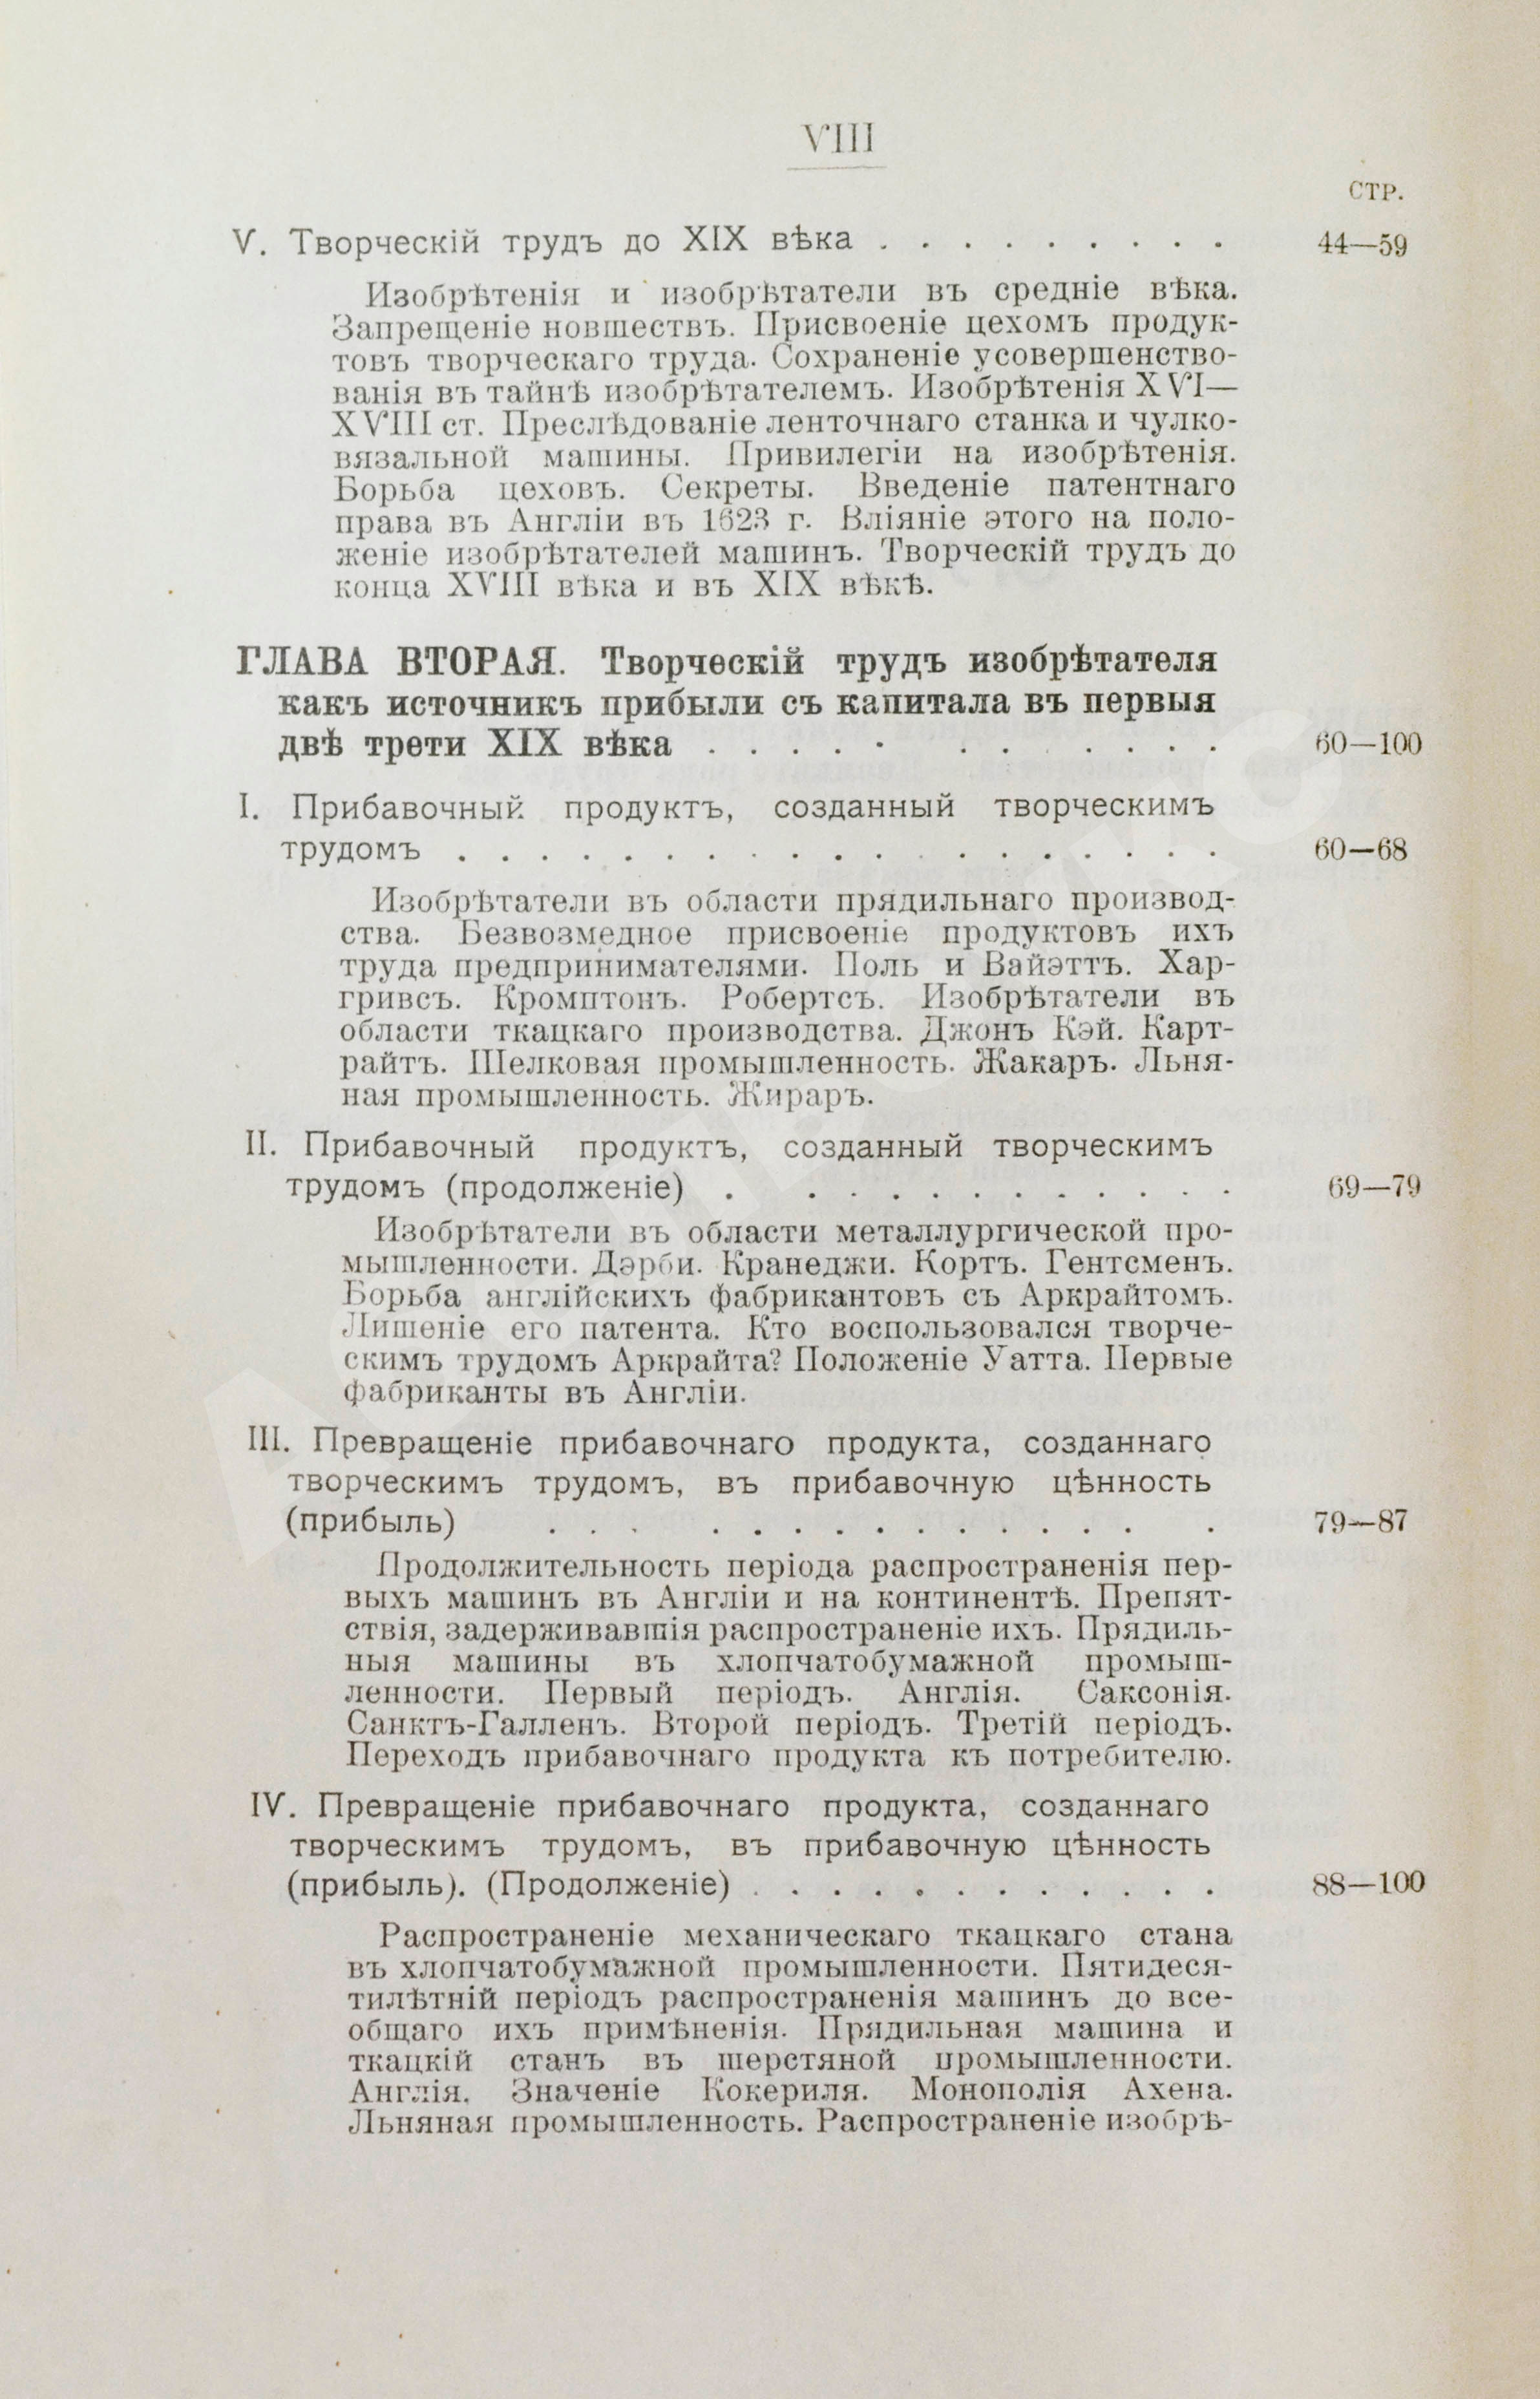 VIII
СТР.
V. Творческій трудъ до XIX вѣка . . . . . . . . . 44—59
Изобрѣтенія и изобрѣтатели въ средніе вѣка.
Запрещеніе новшествъ. Присвоеніе цехомъ продук-
товъ творческаго труда. Сохраненіе усовершенство-
ванія въ тайнѣ изобрѣтателемъ. Изобрѣтенія XVI—
XVIII ст. Преслѣдованіе ленточнаго станка и чулко-
вязальной машины. Привилегіи на изобрѣтенія.
Борьба цеховъ. Секреты. Введеніе патентнаго
права въ Англіи въ 1623 г. Вліяніе этого на поло-
женіе изобрѣтателей машинъ. Творческій трудъ до
конца XVIII вѣка и въ XIX вѣкѣ.
ГЛАВА ВТОРАЯ. Творческій трудъ изобрѣтателя
какъ источникъ прибыли съ капитала въ первыя
двѣ трети XIX вѣка . . . . . . . . . . . . 60—100
I. Прибавочный продуктъ, созданный творческимъ
трудомъ . . . . . . . . . . . . . . . . . . 60—68
Изобрѣтатели въ области прядильнаго производ-
ства. Безвозмедное присвоеніе продуктовъ ихъ
труда предпринимателями. Поль и Вайэттъ. Хар-
гривсъ. Кромптонъ. Робертсъ. Изобрѣтатели въ
области ткацкаго производства. Джонъ Кэй. Карт-
райтъ. Шелковая промышленность. Жакаръ. Льня-
ная промышленность. Жираръ.
II. Прибавочный продуктъ, созданный творческимъ
трудомъ (продолженіе) . . . . . . . . . . . . 69—79
Изобрѣтатели въ области металлургической про-
мышленности. Дэрби. Кранеджи. Кортъ. Гентсменъ.
Борьба англійскихъ фабрикантовъ съ Аркрайтомъ.
Лишеніе его патента. Кто воспользовался творче-
скимъ трудомъ Аркрайта? Положеніе Уатта. Первые
фабриканты въ Англіи.
III. Превращеніе прибавочнаго продукта, созданнаго
творческимъ трудомъ, въ прибавочную цѣнность
(прибыль) . . . . . . . . . . . . . . . 79—87
Продолжительность періода распространенія пер-
выхъ машинъ въ Англіи и на континентѣ. Препят-
ствія, задерживавшія распространеніе ихъ. Прядиль-
ныя машины въ хлопчатобумажной промыш-
ленности. Первый періодъ. Англія. Саксонія.
Санктъ-Галленъ. Второй періодъ. Третій періодъ.
Переходъ прибавочнаго продукта къ потребителю.
IV. Превращеніе прибавочнаго продукта, созданнаго
творческимъ трудомъ, въ прибавочную цѣнность
(прибыль). (Продолженіе) . . . . . . . . . . . . 88—100
Распространеніе механическаго ткацкаго стана
въ хлопчатобумажной промышленности. Пятидеся-
тилѣтній періодъ распространенія машинъ до все-
общаго ихъ примѣненія. Прядильная машина и
ткацкій станъ въ шерстяной промышленности.
Англія. Значеніе Кокериля. Монополія Ахена.
Льняная промышленность. Распространеніе изобрѣ-